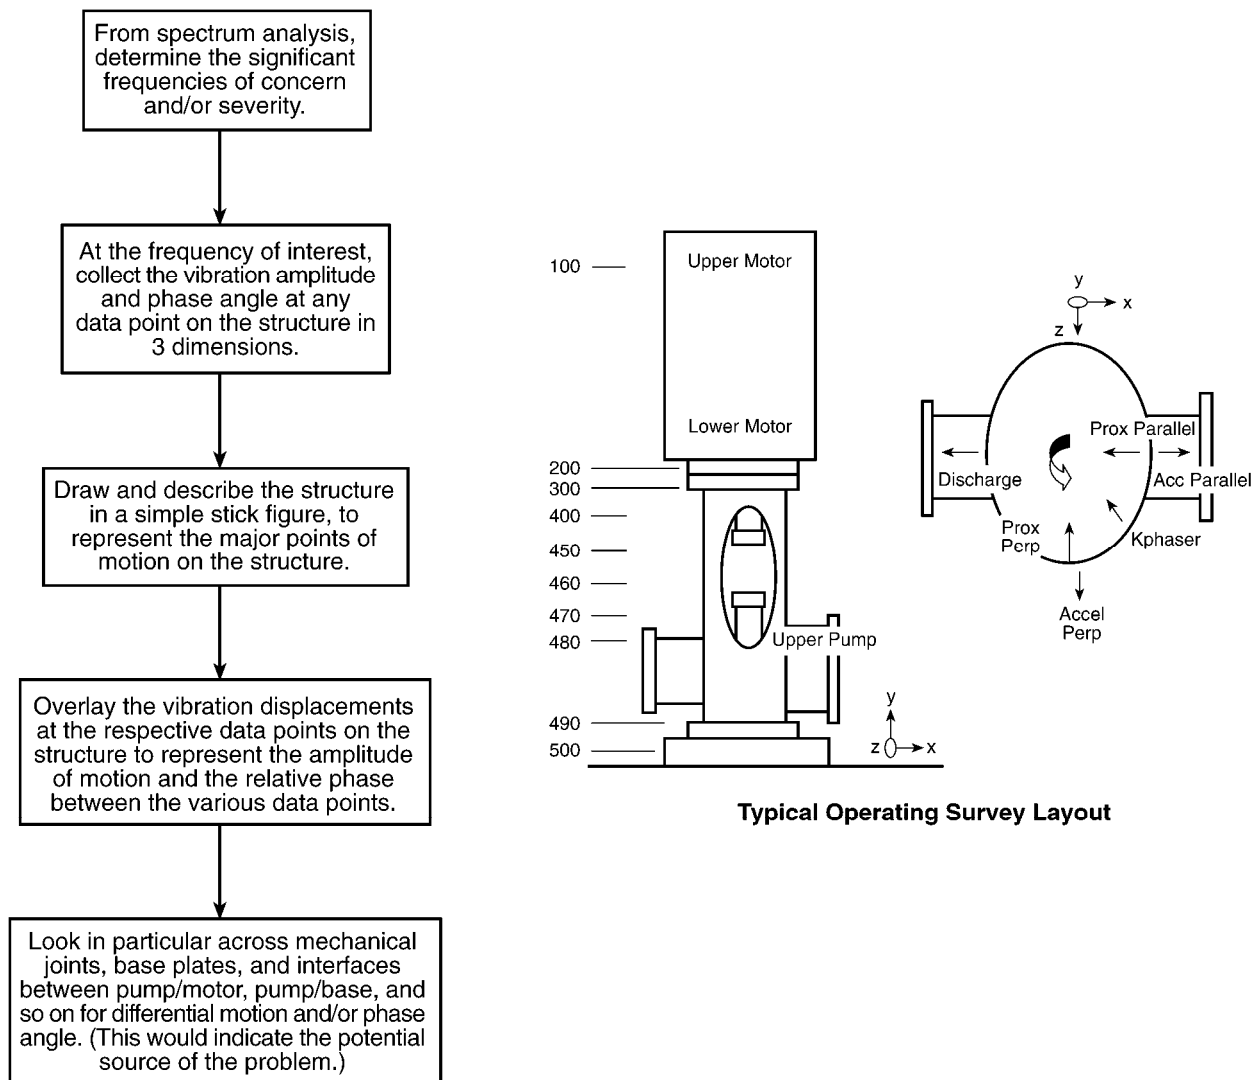 From spectrum analysis,
determine the significant
frequencies of concern
and/or severity.
At the frequency of interest,
collect the vibration amplitude
and phase angle at any
data point on the structure in
3 dimensions.
Draw and describe the structure
in a simple stick figure, to
represent the major points of
motion on the structure.
Overlay the vibration displacements
at the respective data points on the
structure to represent the amplitude
of motion and the relative phase
between the various data points.
Look in particular across mechanical
joints, base plates, and interfaces
between pump/motor, pump/base, and
so on for differential motion and/or phase
angle. (This would indicate the potential
source of the problem.)
100
Upper Motor
Lower Motor
200
300
400
450
460
470
480
Upper Pump
490
500
y
z
x
y
x
z
Prox Parallel
Discharge
Acc Parallel
Prox
Perp
Kphaser
Accel
Perp
Typical Operating Survey Layout